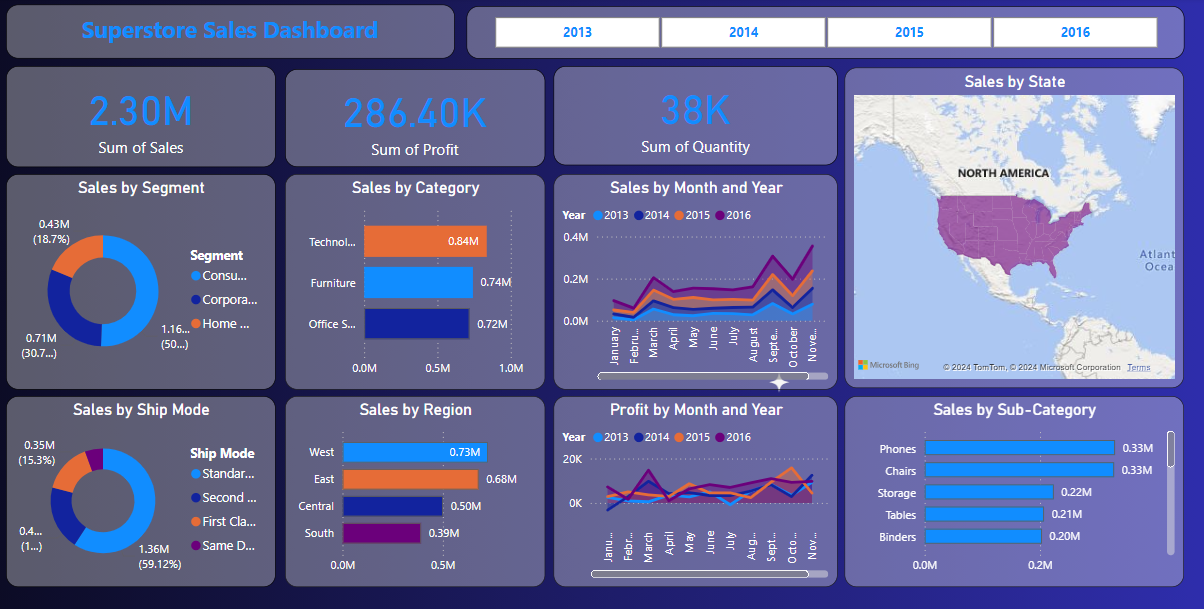 Superstore Sales Dashboard
2013
2014
2015
2016
2.30M
Sum of Sales
286.40K
Sum of Profit
38K
Sum of Quantity
Sales by State
NORTH AMERICA
Atlant
Ocea
Microsoft Bing
© 2024 TomTom, © 2024 Microsoft Corporation Terms
Sales by Segment
0.43M
(18.7%)
0.71M
(30.7...)
1.16...
(50...)
Segment
Consu...
Corpora...
Home ...
Sales by Category
Technol...
0.84M
Furniture
0.74M
Office S...
0.72M
0.0M
0.5M
1.0M
Sales by Month and Year
Year 2013 2014 2015 2016
0.4M
0.2M
0.0M
January
Febru...
March
April
May
June
July
August
Septe...
October
Nove...
Sales by Ship Mode
0.35M
(15.3%)
0.4...
(1...)
1.36M
(59.12%)
Ship Mode
Standar...
Second ...
First Cla...
Same D...
Sales by Region
West
0.73M
East
0.68M
Central
0.50M
South
0.39M
0.0M
0.5M
Profit by Month and Year
Year 2013 2014 2015 2016
20K
0K
Janu...
Febr...
March
April
May
June
July
Aug...
Sept...
Octo...
Nov...
Sales by Sub-Category
Phones
0.33M
Chairs
0.33M
Storage
0.22M
Tables
0.21M
Binders
0.20M
0.0M
0.2M